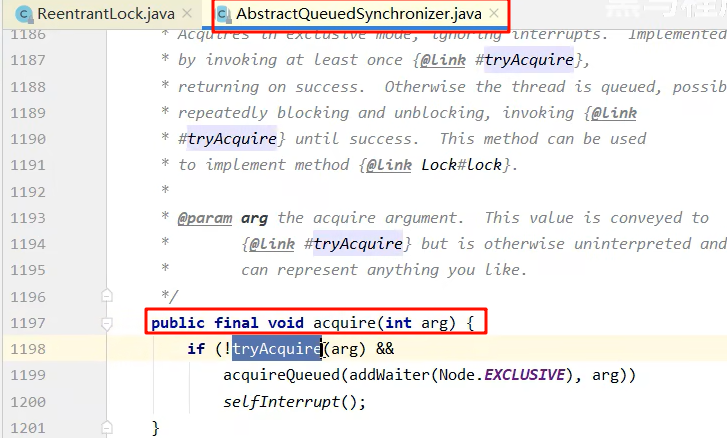 ReentrantLock.java × AbstractQueuedSynchronizer.java ×
1186 * Acquires in exclusive mode, ignoring interrupts.  Implemented
1187 * by invoking at least once {@link #tryAcquire},
1188 * returning on success.  Otherwise the thread is queued, possib
1189 * repeatedly blocking and unblocking, invoking {@link
1190 * #tryAcquire} until success.  This method can be used
1191 * to implement method {@link Lock#lock}.
1192 *
1193 * @param arg the acquire argument.  This value is conveyed to
1194 *        {@link #tryAcquire} but is otherwise uninterpreted and
1195 *        can represent anything you like.
1196 */
1197 public final void acquire(int arg) {
1198 if (!tryAcquire(arg) &&
1199 acquireQueued(addWaiter(Node.EXCLUSIVE), arg))
1200 selfInterrupt();
1201 }